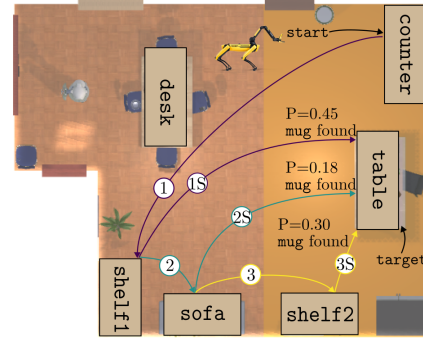 start
counter
desk
P=0.45
mug found
1
1S
P=0.18
mug found
table
2S
P=0.30
mug found
2
3
3S
target
shelf1
sofa
shelf2